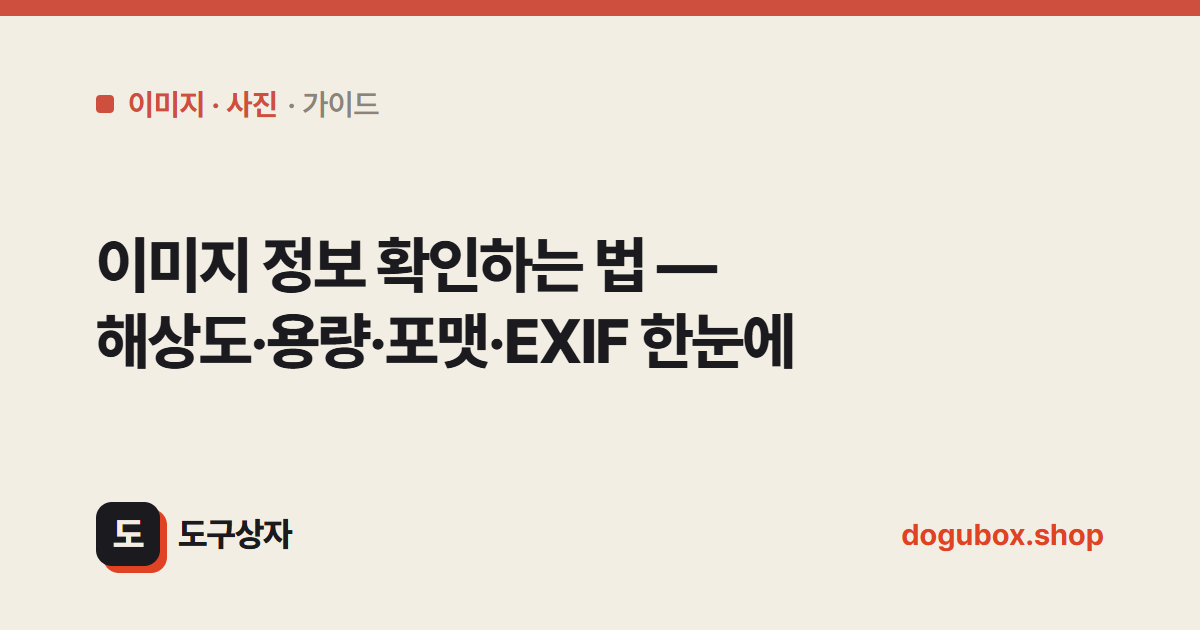 이미지 · 사진 · 가이드
이미지 정보 확인하는 법 —
해상도·용량·포맷·EXIF 한눈에
도 도구상자
dogubox.shop